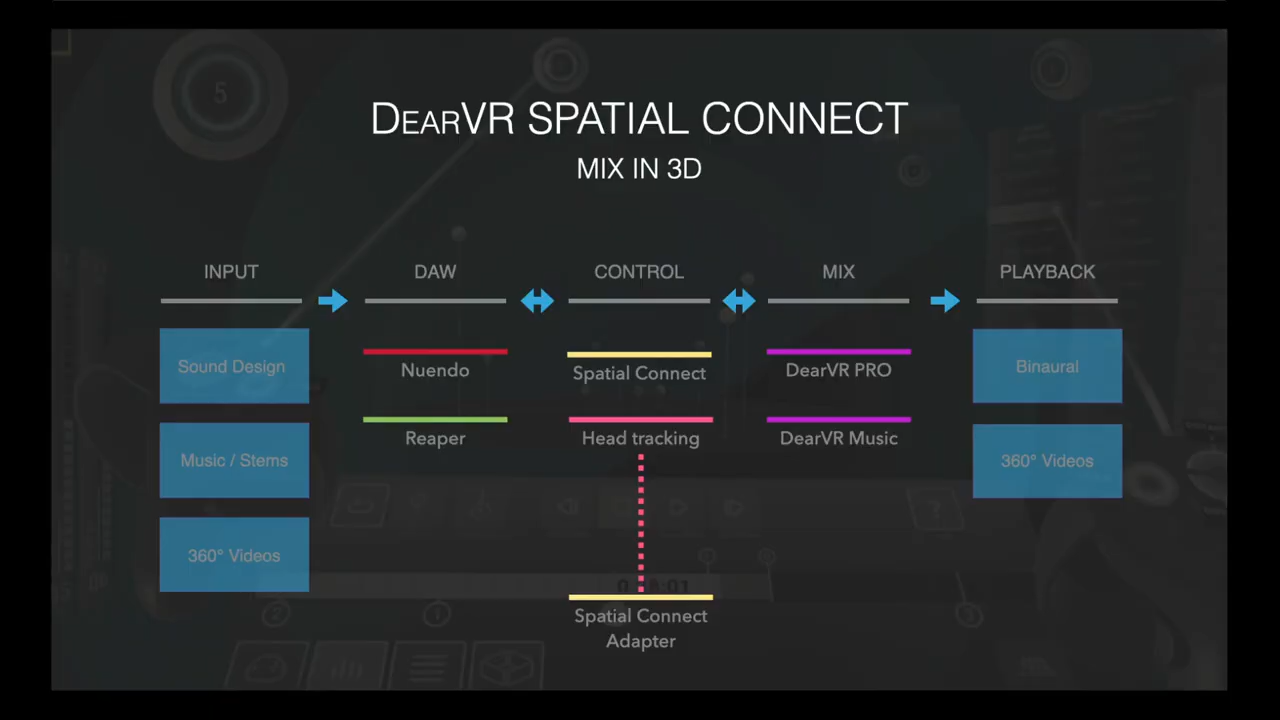 DEARVR SPATIAL CONNECT
MIX IN 3D
INPUT
DAW
CONTROL
MIX
PLAYBACK
Sound Design
Nuendo
Spatial Connect
DearVR PRO
Binaural
Music / Stems
Reaper
Head tracking
DearVR Music
360° Videos
360° Videos
Spatial Connect
Adapter
5